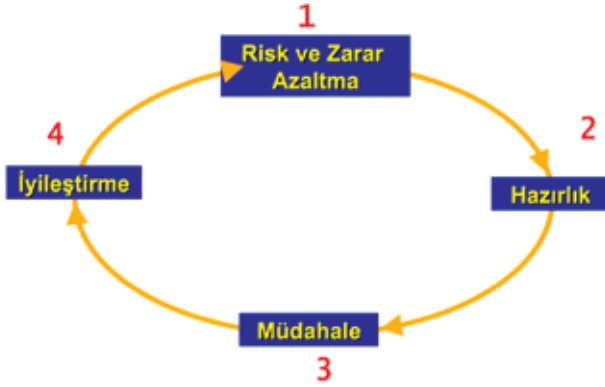 1
Risk ve Zarar
Azaltma
2
Hazırlık
Müdahale
3
4
İyileştirme